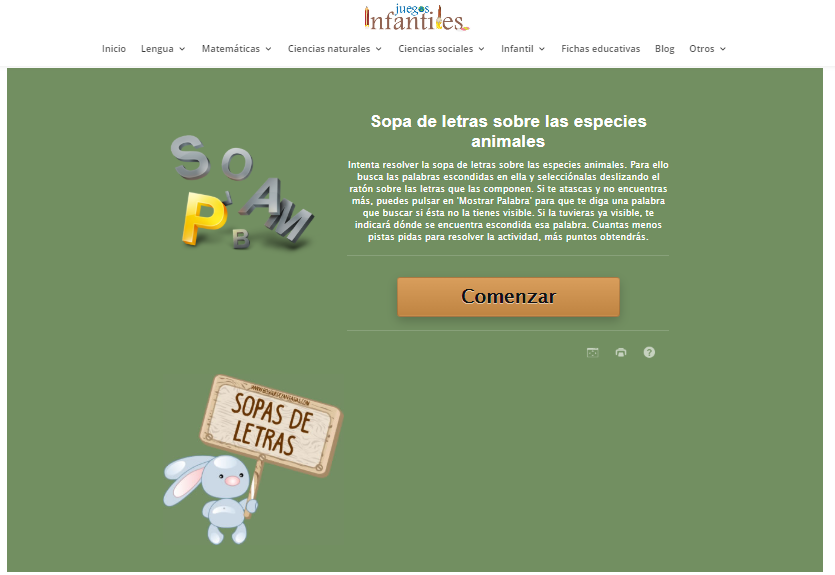 juegos
Infantiles
Inicio Lengua Matemáticas Ciencias naturales Ciencias sociales Infantil Fichas educativas Blog Otros
Sopa de letras sobre las especies
animales
Intenta resolver la sopa de letras sobre las especies animales. Para ello
busca las palabras escondidas en ella y selecciónalas deslizando el
ratón sobre las letras que las componen. Si te atascas y no encuentras
más, puedes pulsar en 'Mostrar Palabra' para que te diga una palabra
que buscar si ésta no la tienes visible. Si la tuvieras ya visible, te
indicará dónde se encuentra escondida esa palabra. Cuantas menos
pistas pidas para resolver la actividad, más puntos obtendrás.
S O A M P B
Comenzar
?
SOPAS DE
LETRAS